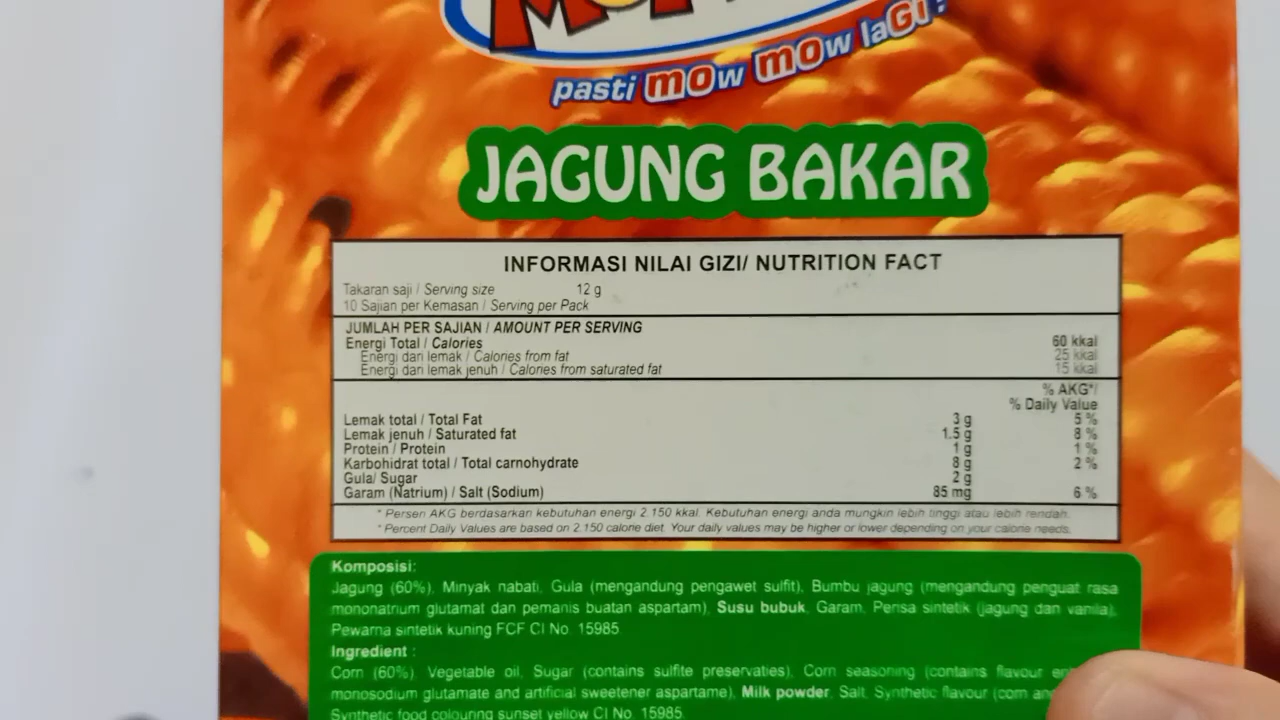 pasti mow mow laGi!
JAGUNG BAKAR
INFORMASI NILAI GIZI/ NUTRITION FACT
Takaran saji / Serving size 12 g
10 Sajian per Kemasan / Serving per Pack
JUMLAH PER SAJIAN / AMOUNT PER SERVING
Energi Total / Calories 60 kkal
Energi dari lemak / Calories from fat 25 kkal
Energi dari lemak jenuh / Calories from saturated fat 15 kkal
% AKG*/
% Daily Value
Lemak total / Total Fat 3 g 5 %
Lemak jenuh / Saturated fat 1.5 g 8 %
Protein / Protein 1 g 1 %
Karbohidrat total / Total carnohydrate 8 g 2 %
Gula/ Sugar 2 g
Garam (Natrium) / Salt (Sodium) 85 mg 6 %
* Persen AKG berdasarkan kebutuhan energi 2.150 kkal. Kebutuhan energi anda mungkin lebih tinggi atau lebih rendah.
* Percent Daily Values are based on 2.150 calorie diet. Your daily values may be higher or lower depending on your calorie needs.
Komposisi:
Jagung (60%), Minyak nabati, Gula (mengandung pengawet sulfit), Bumbu jagung (mengandung penguat rasa
mononatrium glutamat dan pemanis buatan aspartam), Susu bubuk, Garam, Perisa sintetik (jagung dan vanila),
Pewarna sintetik kuning FCF CI No. 15985.
Ingredient :
Corn (60%), Vegetable oil, Sugar (contains sulfite preservaties), Corn seasoning (contains flavour
monosodium glutamate and artificial sweetener aspartame), Milk powder, Salt, Synthetic flavour (corn
Synthetic food colouring sunset yellow CI No. 15985.